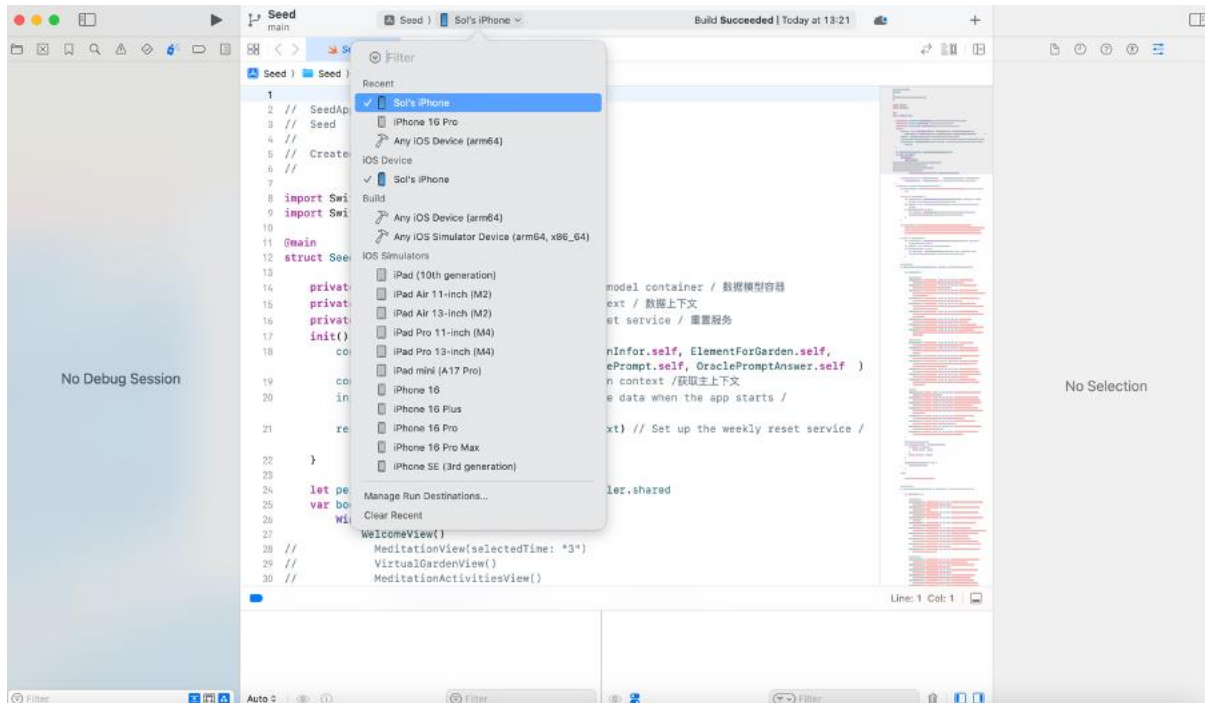 Seed
main
Seed
Sol's iPhone
Build Succeeded | Today at 13:21
Seed
Seed
Filter
Recent
Sol's iPhone
iPhone 16 Pro
Any iOS Device (arm64)
iOS Device
Sol's iPhone
Build
Any iOS Device (arm64)
Any iOS Simulator Device (arm64, x86_64)
iOS Simulators
iPad (10th generation)
iPad Air 11-inch (M2)
iPad Air 13-inch (M2)
iPad Pro 11-inch (M4)
iPad Pro 13-inch (M4)
iPad mini (A17 Pro)
iPhone 16
iPhone 16 Plus
iPhone 16 Pro
iPhone 16 Pro Max
iPhone SE (3rd generation)
Manage Run Destinations...
Clear Recent
1
2 // SeedAp
3 // Seed
4 //
5 // Create
6 //
7
8 import Swi
9 import Swi
10
11 @main
12 struct See
13
14 privat model container / 数据模型容器
15 privat ext / 数据上下文
16 privat et service / 重置服务
17 init()
18 co nInfor.self, ElementForGarden.self,
ePrompt.self, OraclePromptAnswer.self )
19 co n context /获取主上下文
20 in e data when the app starts /
21 re xt) // Set up the weekly reset service /
22 }
23
24 let pe ler.shared
25 var bo
26 Wi
27 WelcomeView()
28 // MeditationView(selectedTime: "3")
29 // VirtualGardenView()
30 // MeditationActivitiesView()
No Debug Session
No Selection
Line: 1 Col: 1
Filter
Auto
Filter
Filter